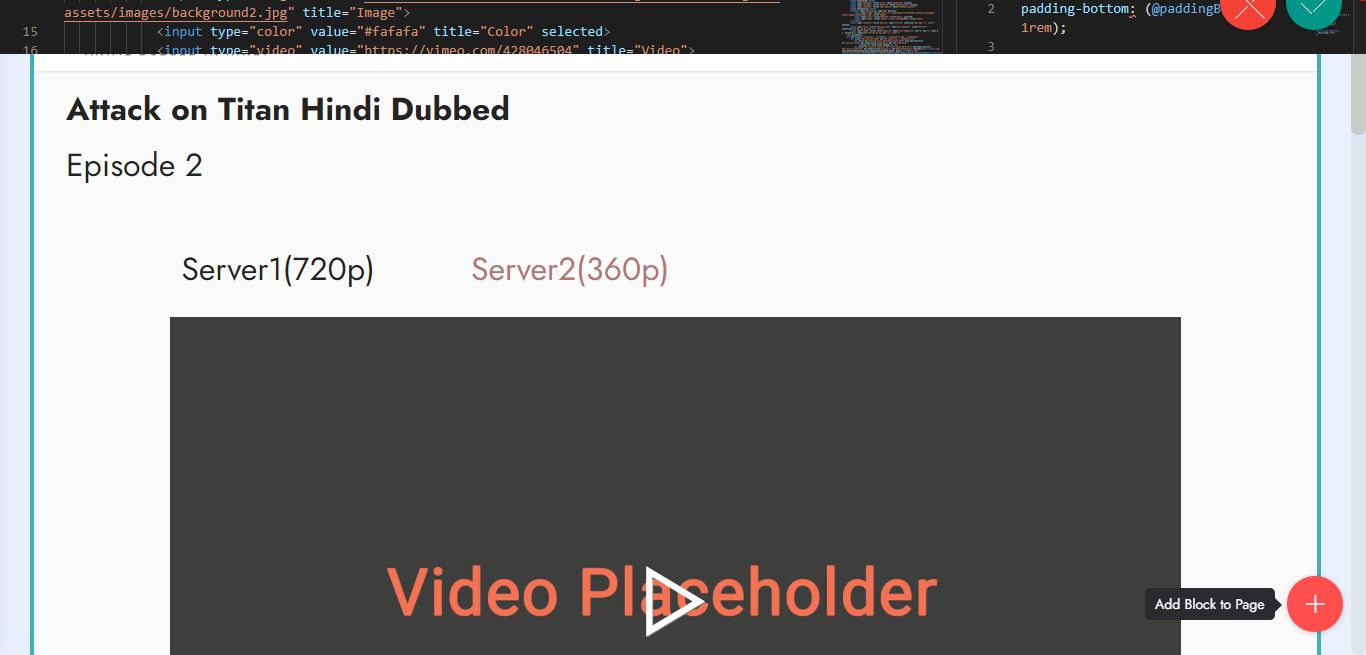 assets/images/background2.jpg" title="Image">
15 <input type="color" value="#fafafa" title="Color" selected>
16 <input type="video" value="https://vimeo.com/428046504" title="Video">
2 padding-bottom: (@paddingB
1rem);
3
Attack on Titan Hindi Dubbed
Episode 2
Server1(720p) Server2(360p)
Video Placeholder
Add Block to Page